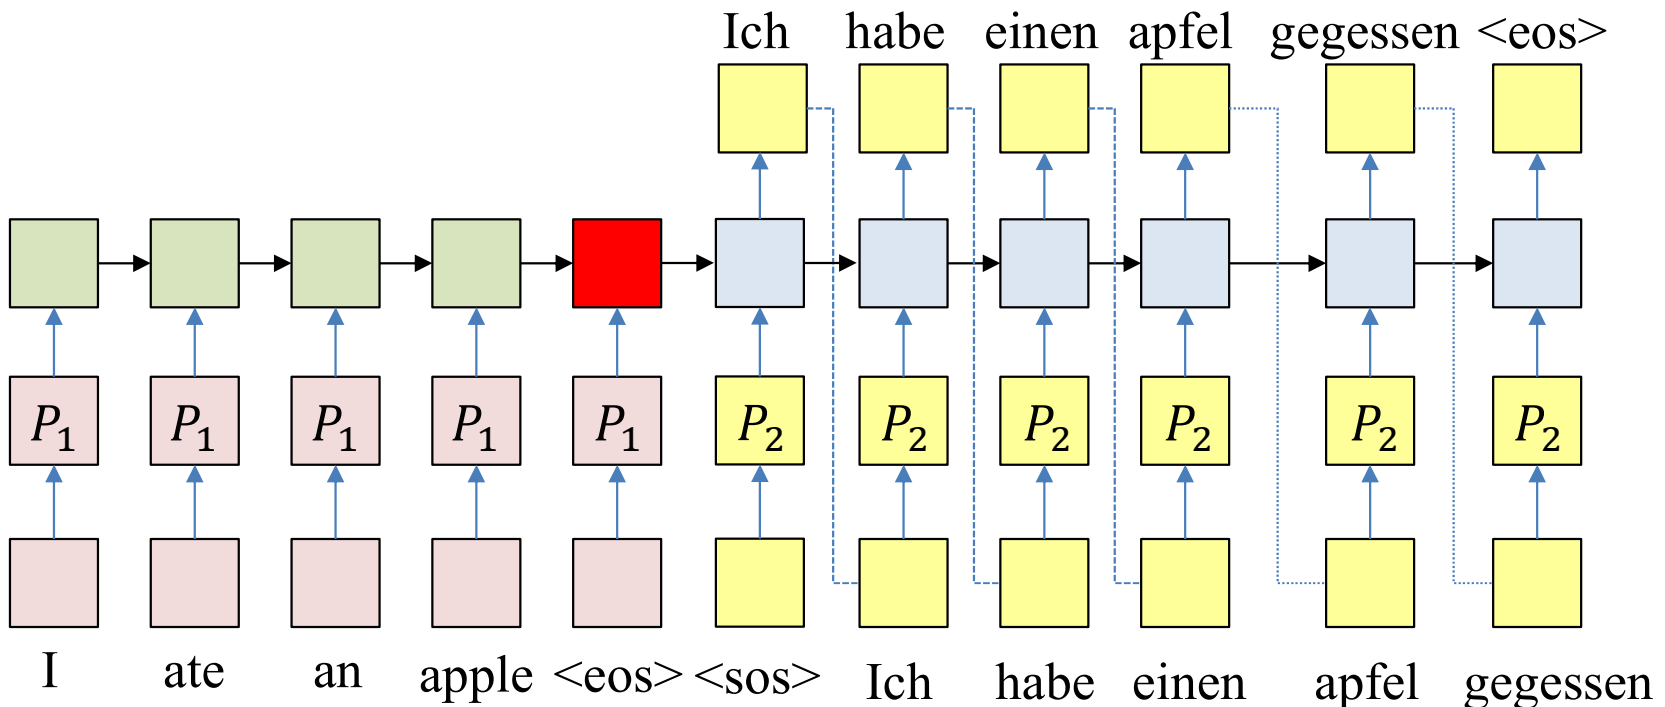 Ich habe einen apfel gegessen <eos>
P₁ P₁ P₁ P₁ P₁ P₂ P₂ P₂ P₂ P₂ P₂
I ate an apple <eos> <sos> Ich habe einen apfel gegessen